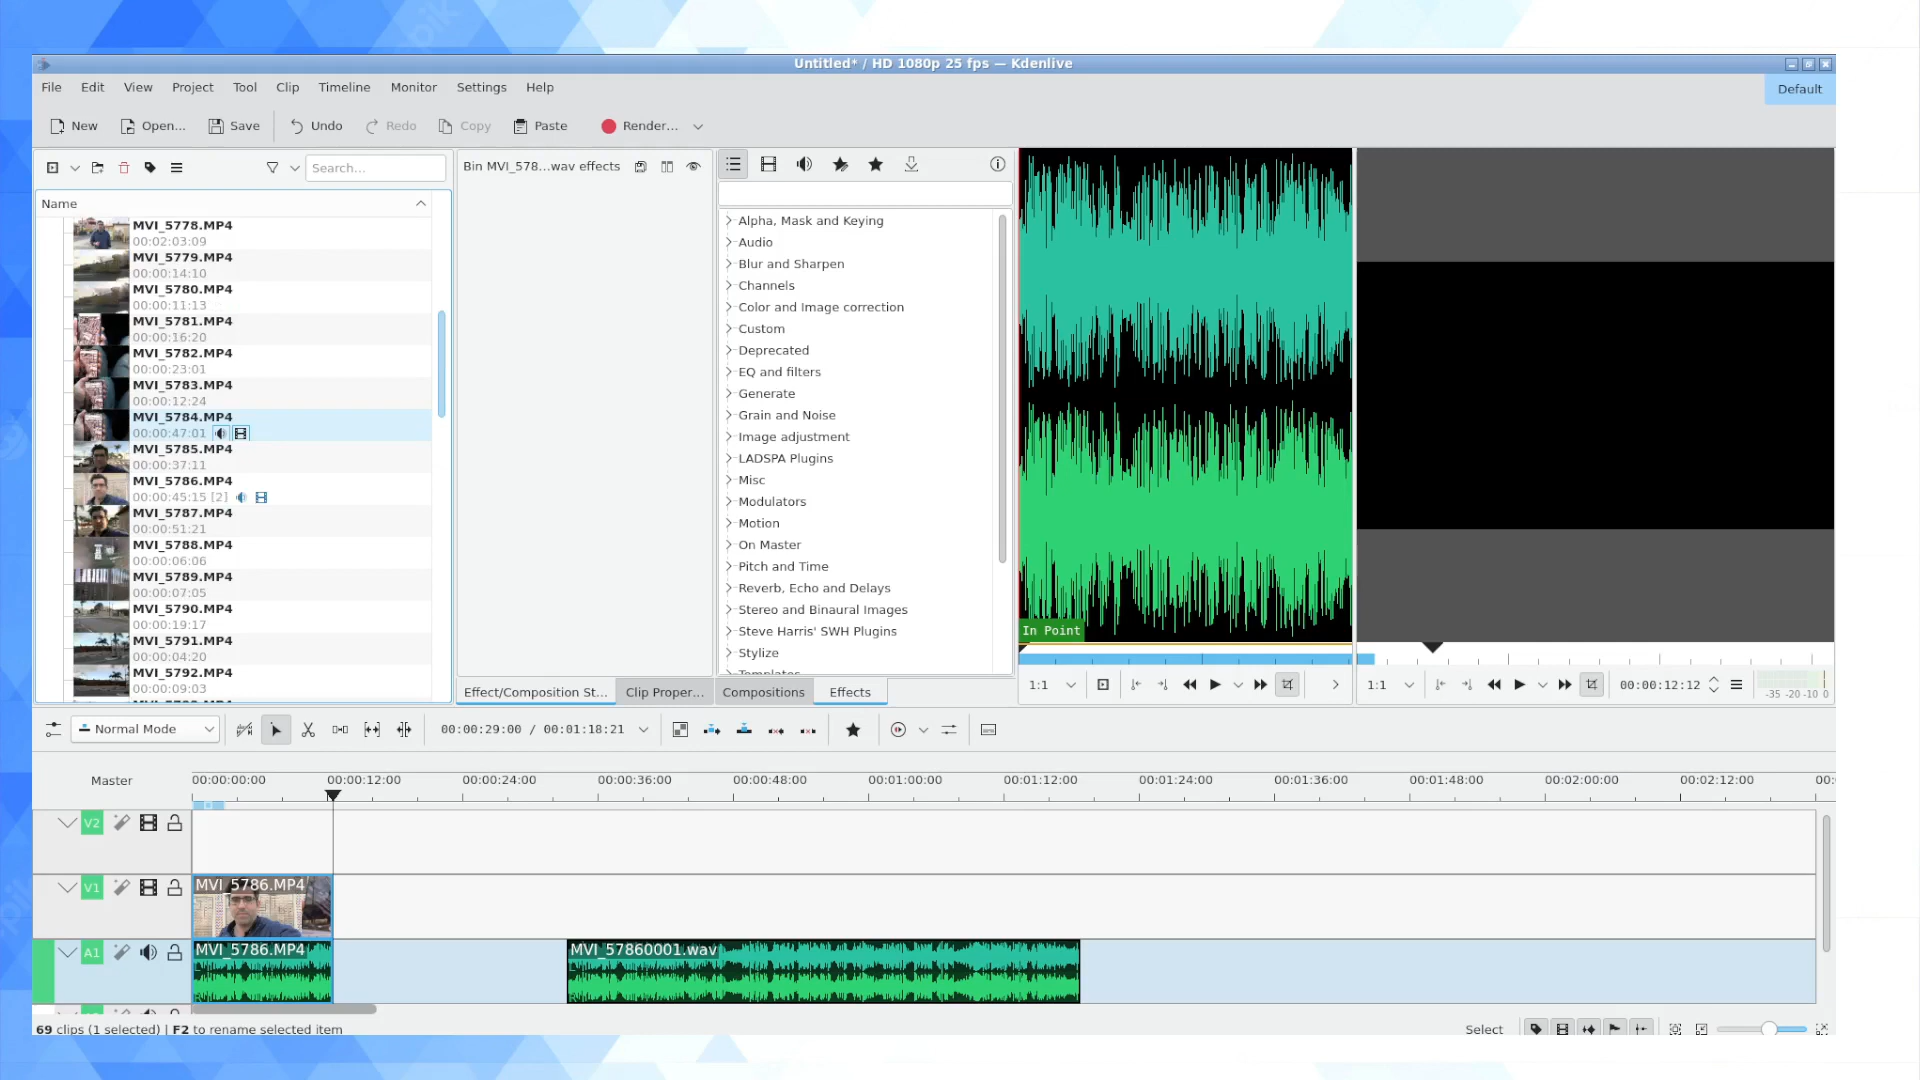 Untitled* / HD 1080p 25 fps — Kdenlive
File Edit View Project Tool Clip Timeline Monitor Settings Help
Default
New Open... Save Undo Redo Copy Paste Render...
Search...
Name
MVI_5778.MP4
00:02:03:09
MVI_5779.MP4
00:00:14:10
MVI_5780.MP4
00:00:11:13
MVI_5781.MP4
00:00:16:20
MVI_5782.MP4
00:00:23:01
MVI_5783.MP4
00:00:12:24
MVI_5784.MP4
00:00:47:01
MVI_5785.MP4
00:00:37:11
MVI_5786.MP4
00:00:45:15 [2]
MVI_5787.MP4
00:00:51:21
MVI_5788.MP4
00:00:06:06
MVI_5789.MP4
00:00:07:05
MVI_5790.MP4
00:00:19:17
MVI_5791.MP4
00:00:04:20
MVI_5792.MP4
00:00:09:03
Bin MVI_578...wav effects
Effect/Composition St... Clip Proper...
Alpha, Mask and Keying
Audio
Blur and Sharpen
Channels
Color and Image correction
Custom
Deprecated
EQ and filters
Generate
Grain and Noise
Image adjustment
LADSPA Plugins
Misc
Modulators
Motion
On Master
Pitch and Time
Reverb, Echo and Delays
Stereo and Binaural Images
Steve Harris' SWH Plugins
Stylize
Templates
Compositions Effects
In Point
1:1
1:1 00:00:12:12
-35 -20 -10 0
Normal Mode 00:00:29:00 / 00:01:18:21
Master 00:00:00:00 00:00:12:00 00:00:24:00 00:00:36:00 00:00:48:00 00:01:00:00 00:01:12:00 00:01:24:00 00:01:36:00 00:01:48:00 00:02:00:00 00:02:12:00 00:0
V2
V1 MVI_5786.MP4
A1 MVI_5786.MP4 MVI_57860001.wav
69 clips (1 selected) | F2 to rename selected item Select